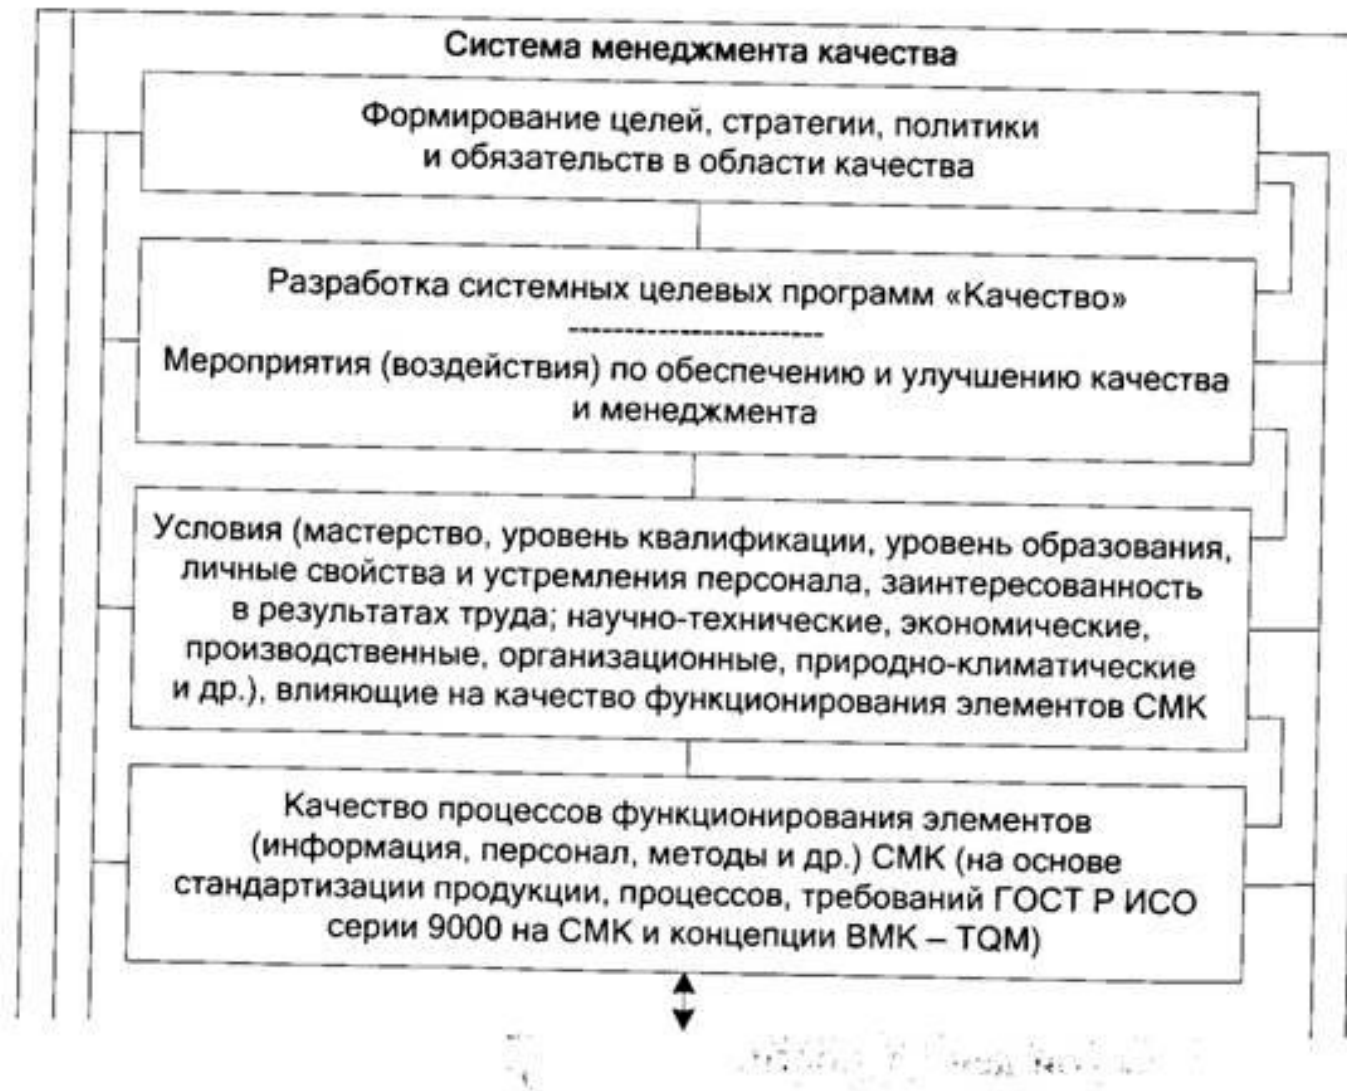 Система менеджмента качества
Формирование целей, стратегии, политики
и обязательств в области качества
Разработка системных целевых программ «Качество»
-----------------------
Мероприятия (воздействия) по обеспечению и улучшению качества
и менеджмента
Условия (мастерство, уровень квалификации, уровень образования,
личные свойства и устремления персонала, заинтересованность
в результатах труда; научно-технические, экономические,
производственные, организационные, природно-климатические
и др.), влияющие на качество функционирования элементов СМК
Качество процессов функционирования элементов
(информация, персонал, методы и др.) СМК (на основе
стандартизации продукции, процессов, требований ГОСТ Р ИСО
серии 9000 на СМК и концепции ВМК – TQM)